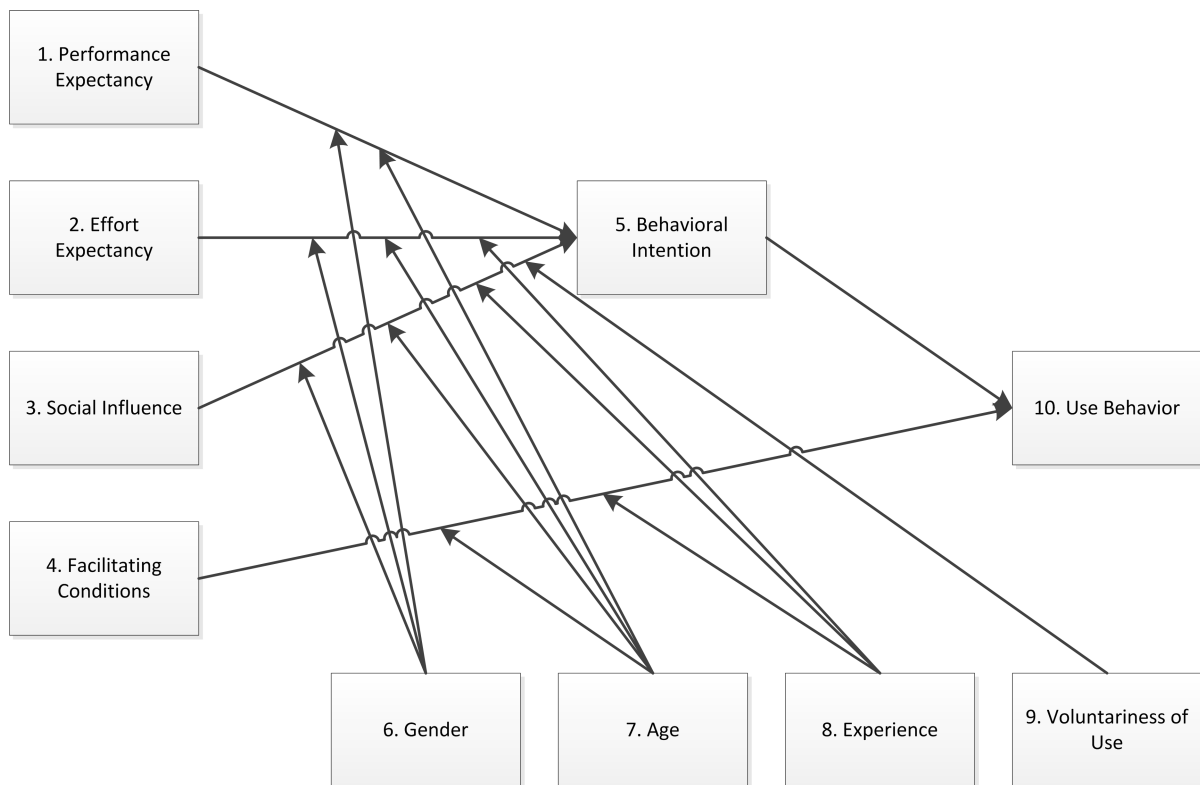 1. Performance
Expectancy
2. Effort
Expectancy
5. Behavioral
Intention
3. Social Influence
10. Use Behavior
4. Facilitating
Conditions
6. Gender
7. Age
8. Experience
9. Voluntariness of
Use